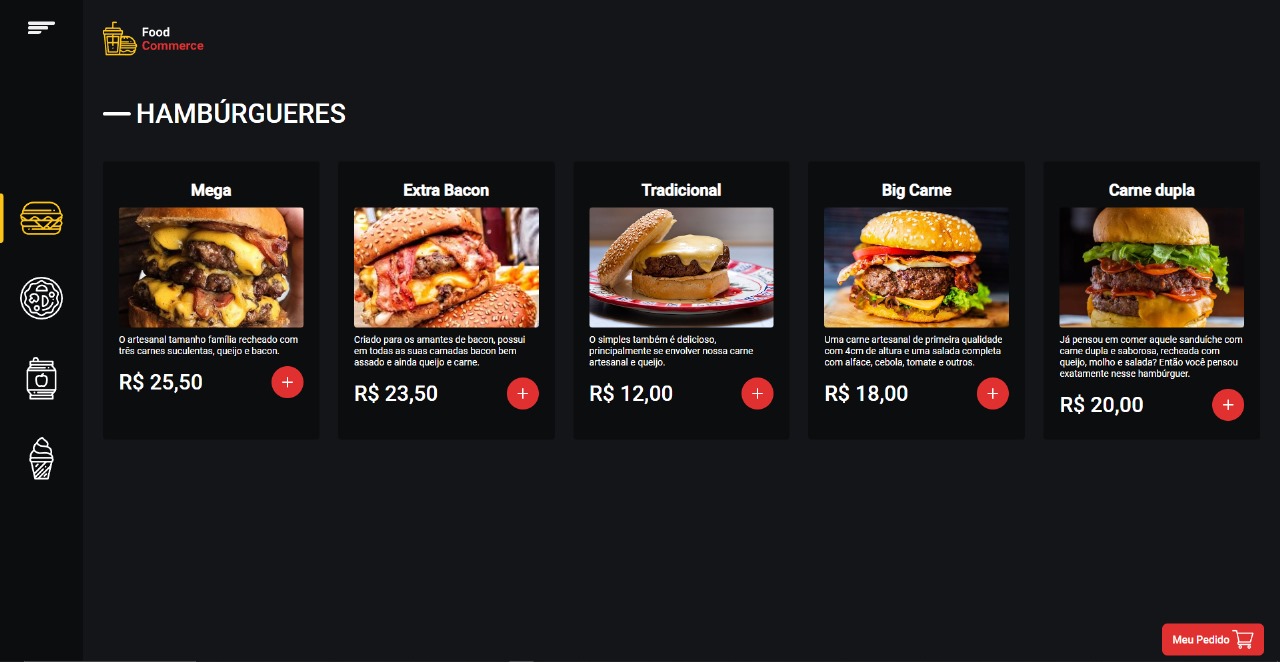 Food
Commerce
HAMBÚRGUERES
Mega
O artesanal tamanho família recheado com
três carnes suculentas, queijo e bacon.
R$ 25,50
+
Extra Bacon
Criado para os amantes de bacon, possui
em todas as suas camadas bacon bem
assado e ainda queijo e carne.
R$ 23,50
+
Tradicional
O simples também é delicioso,
principalmente se envolver nossa carne
artesanal e queijo.
R$ 12,00
+
Big Carne
Uma carne artesanal de primeira qualidade
com 4cm de altura e uma salada completa
com alface, cebola, tomate e outros.
R$ 18,00
+
Carne dupla
Já pensou em comer aquele sanduíche com
carne dupla e saborosa, recheada com
queijo, molho e salada? Então você pensou
exatamente nesse hambúrguer.
R$ 20,00
+
Meu Pedido